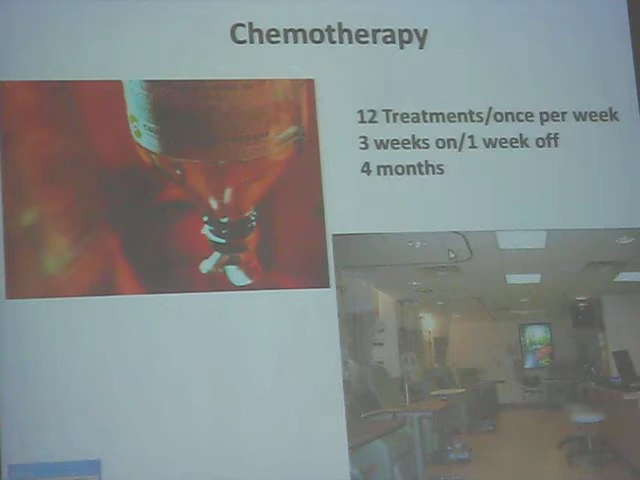 Chemotherapy
12 Treatments/once per week
3 weeks on/1 week off
4 months